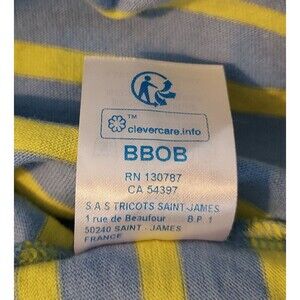 ™
clevercare.info
BBOB
RN 130787
CA 54397
S.A.S TRICOTS SAINT-JAMES
1 rue de Beaufour B.P. 1
50240 SAINT - JAMES
FRANCE